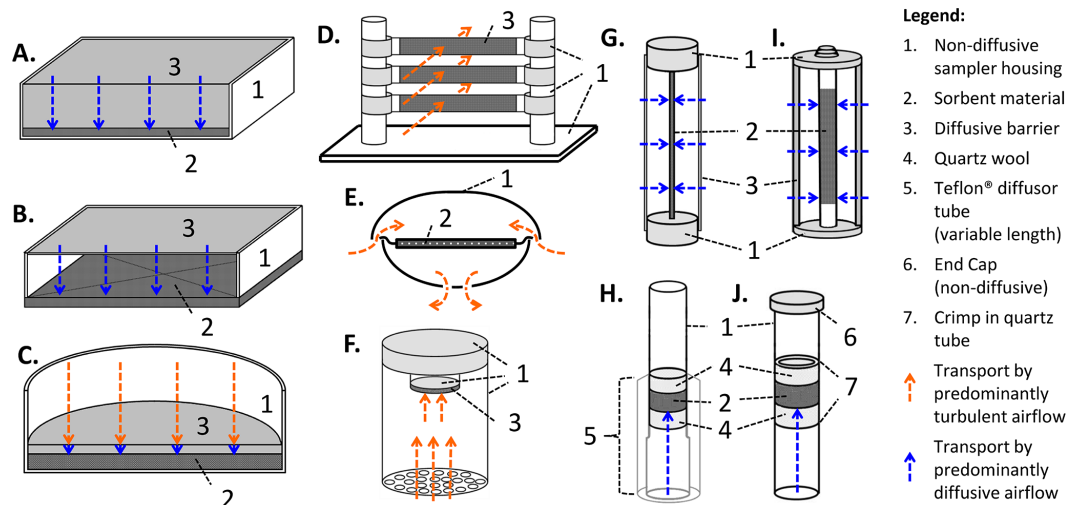 A.
3
1
2
B.
3
1
2
C.
1
3
2
D.
3
1
E.
1
2
F.
1
3
G.
1
2
3
1
I.
H.
1
4
2
4
5
J.
6
7
Legend:
1. Non-diffusive
sampler housing
2. Sorbent material
3. Diffusive barrier
4. Quartz wool
5. Teflon® diffusor
tube
(variable length)
6. End Cap
(non-diffusive)
7. Crimp in quartz
tube
Transport by
predominantly
turbulent airflow
Transport by
predominantly
diffusive airflow